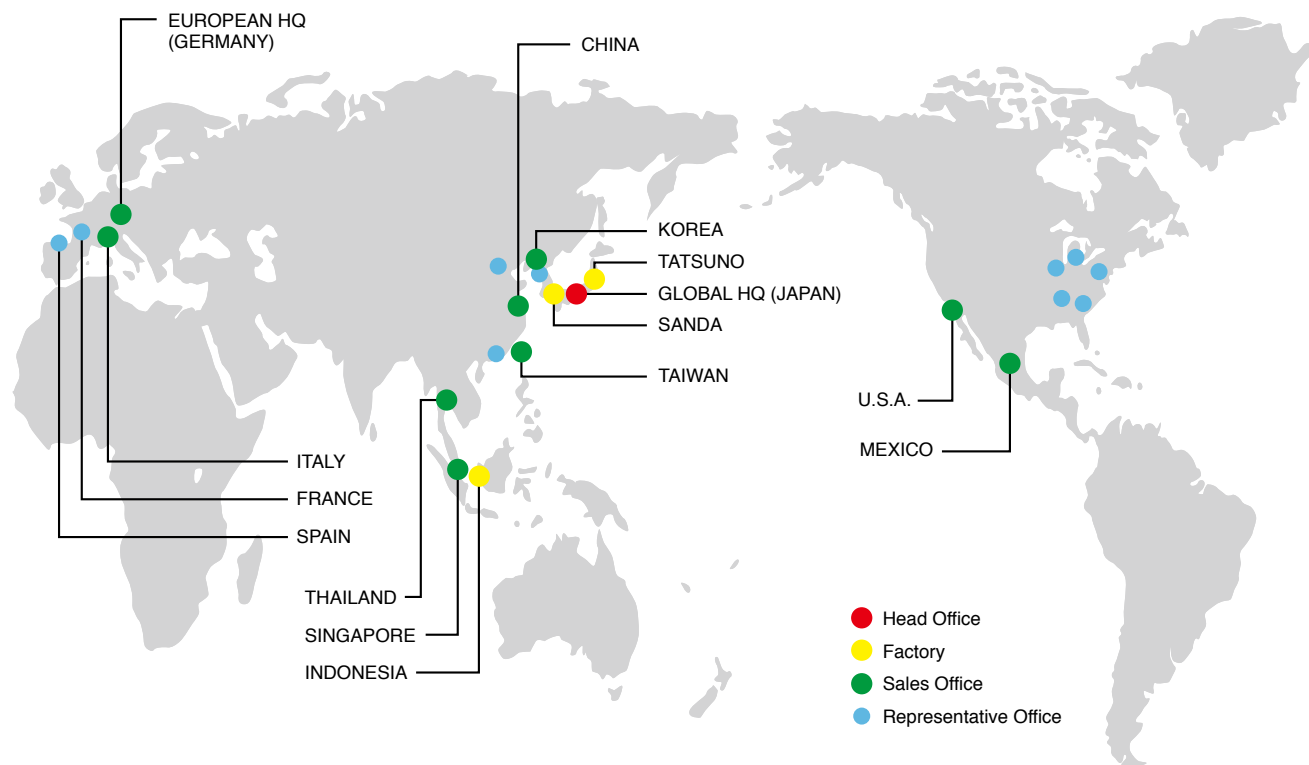 EUROPEAN HQ
(GERMANY)
CHINA
KOREA
TATSUNO
GLOBAL HQ (JAPAN)
SANDA
TAIWAN
U.S.A.
MEXICO
ITALY
FRANCE
SPAIN
THAILAND
SINGAPORE
INDONESIA
Head Office
Factory
Sales Office
Representative Office